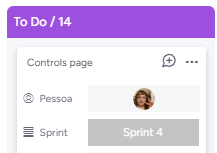 To Do / 14
Controls page
Pessoa
Sprint
Sprint 4